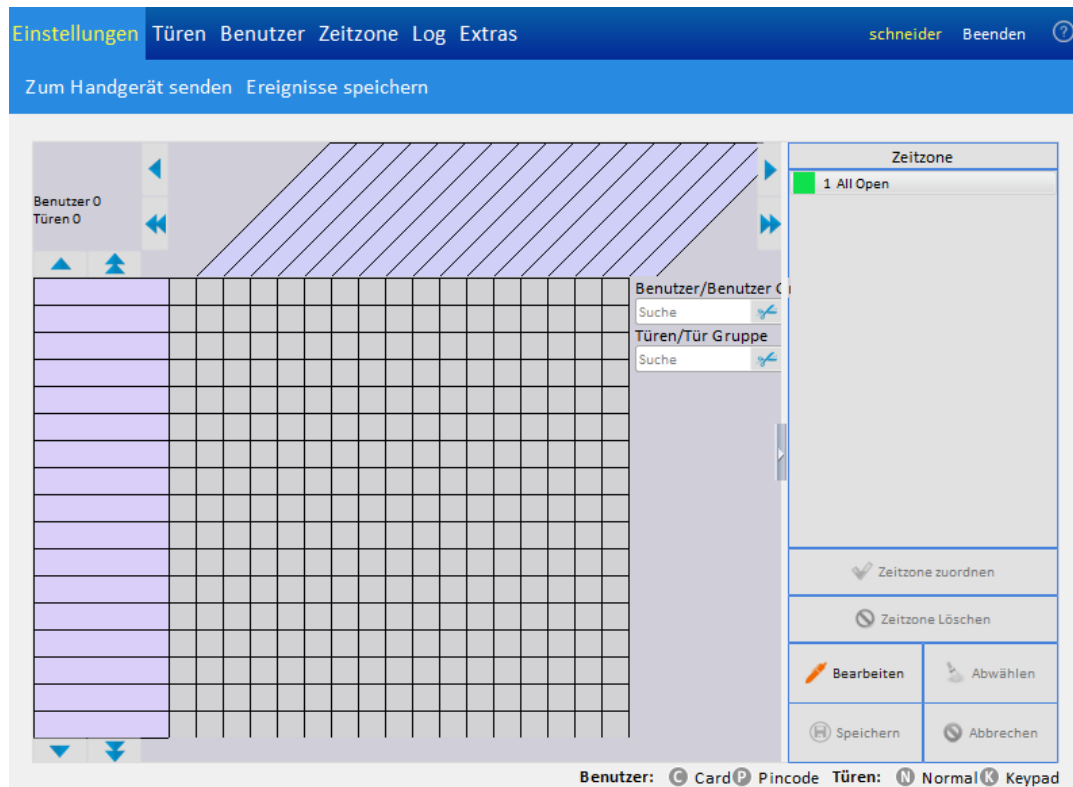 Einstellungen Türen Benutzer Zeitzone Log Extras schneider Beenden ?
Zum Handgerät senden Ereignisse speichern
Benutzer 0
Türen 0
Zeitzone
1 All Open
Benutzer/Benutzer
Suche
Türen/Tür Gruppe
Suche
Zeitzone zuordnen
Zeitzone Löschen
Bearbeiten Abwählen
Speichern Abbrechen
Benutzer: C Card P Pincode Türen: N Normal K Keypad